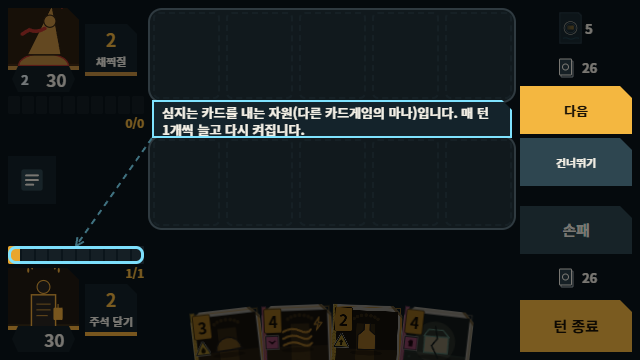 2
채찍질
2 30
0/0
5
26
심지는 카드를 내는 자원(다른 카드게임의 마나)입니다. 매 턴
1개씩 늘고 다시 켜집니다.
다음
건너뛰기
손패
26
턴 종료
1/1
2
주석 달기
30
3
4
2
4